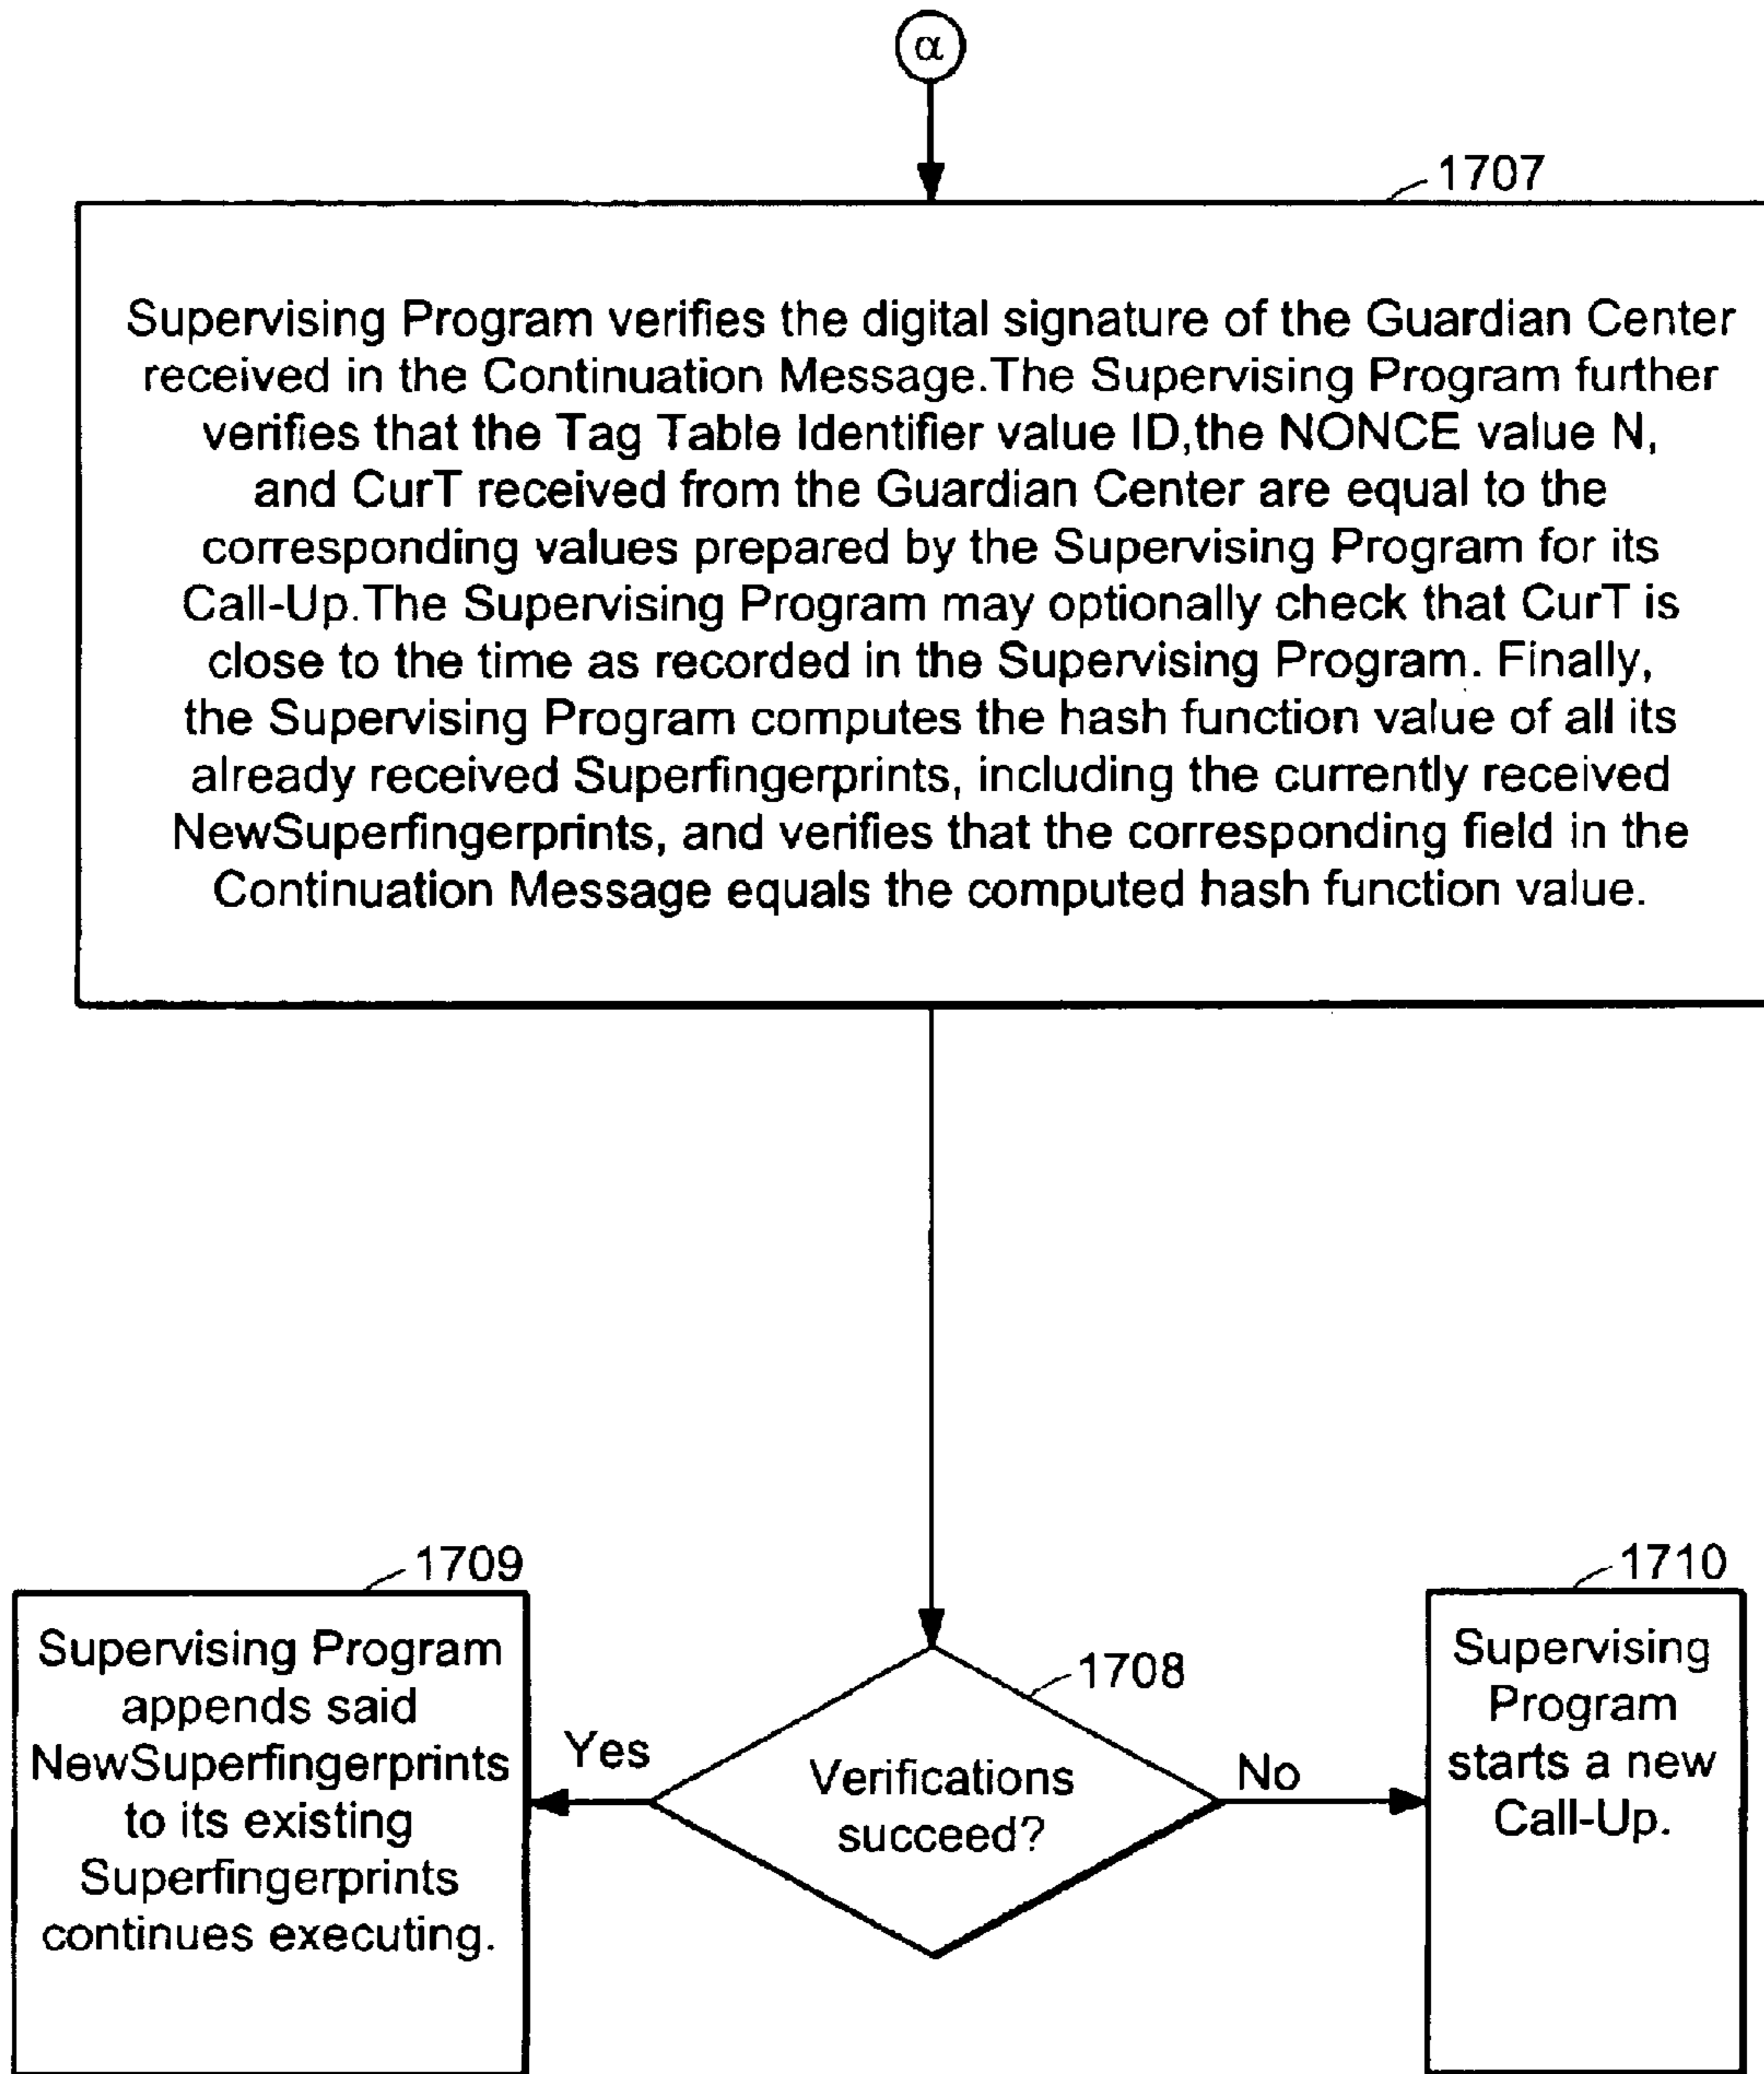 α
1707
Supervising Program verifies the digital signature of the Guardian Center
received in the Continuation Message.The Supervising Program further
verifies that the Tag Table Identifier value ID,the NONCE value N,
and CurT received from the Guardian Center are equal to the
corresponding values prepared by the Supervising Program for its
Call-Up.The Supervising Program may optionally check that CurT is
close to the time as recorded in the Supervising Program. Finally,
the Supervising Program computes the hash function value of all its
already received Superfingerprints, including the currently received
NewSuperfingerprints, and verifies that the corresponding field in the
Continuation Message equals the computed hash function value.
1709
Supervising Program
appends said
NewSuperfingerprints
to its existing
Superfingerprints
continues executing.
Yes
1708
Verifications
succeed?
No
1710
Supervising
Program
starts a new
Call-Up.